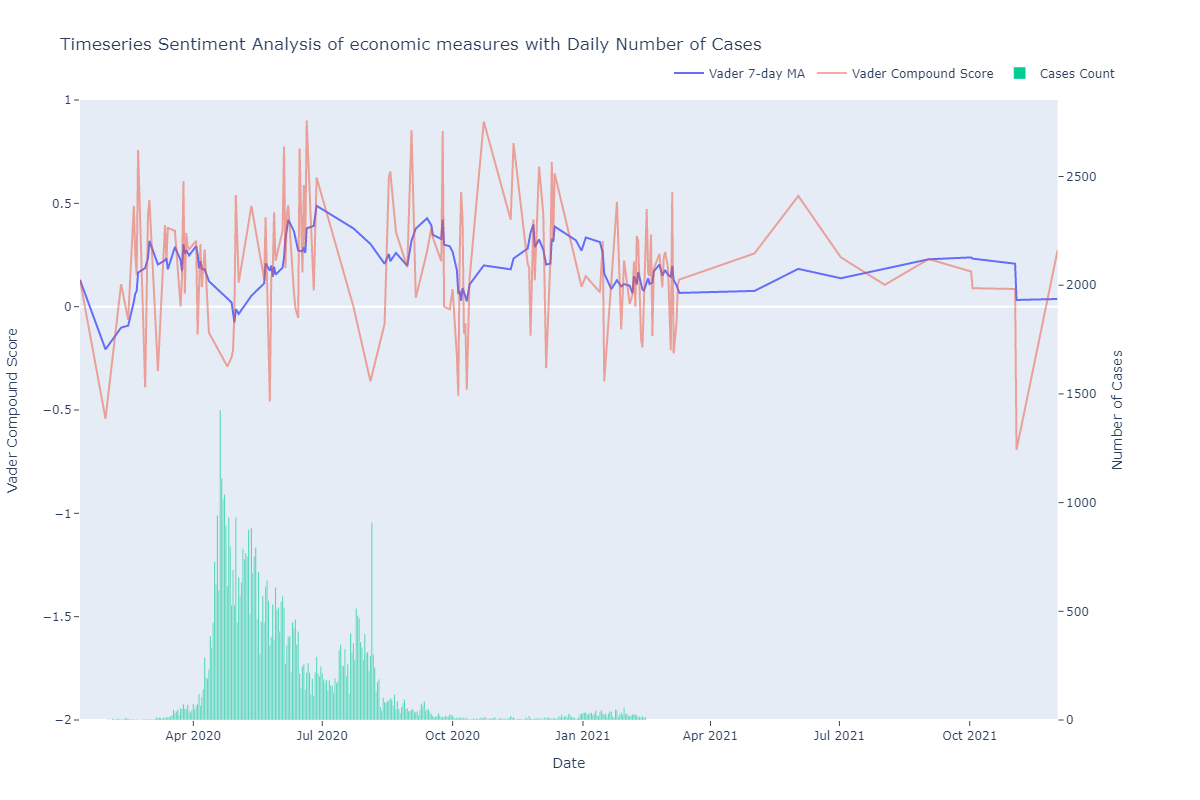 Timeseries Sentiment Analysis of economic measures with Daily Number of Cases
Vader 7-day MA Vader Compound Score Cases Count
1
0.5
0
−0.5
−1
−1.5
−2
Vader Compound Score
2500
2000
1500
1000
500
0
Number of Cases
Apr 2020 Jul 2020 Oct 2020 Jan 2021 Apr 2021 Jul 2021 Oct 2021
Date